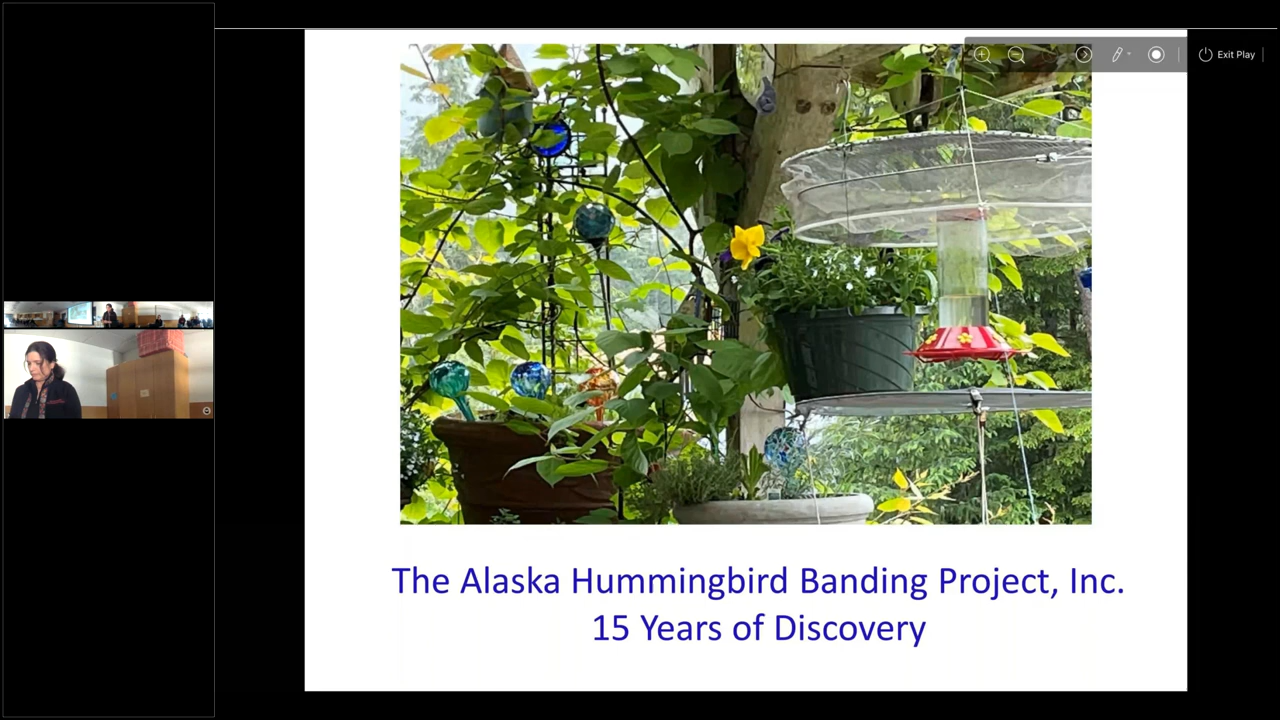 Exit Play
The Alaska Hummingbird Banding Project, Inc.
15 Years of Discovery